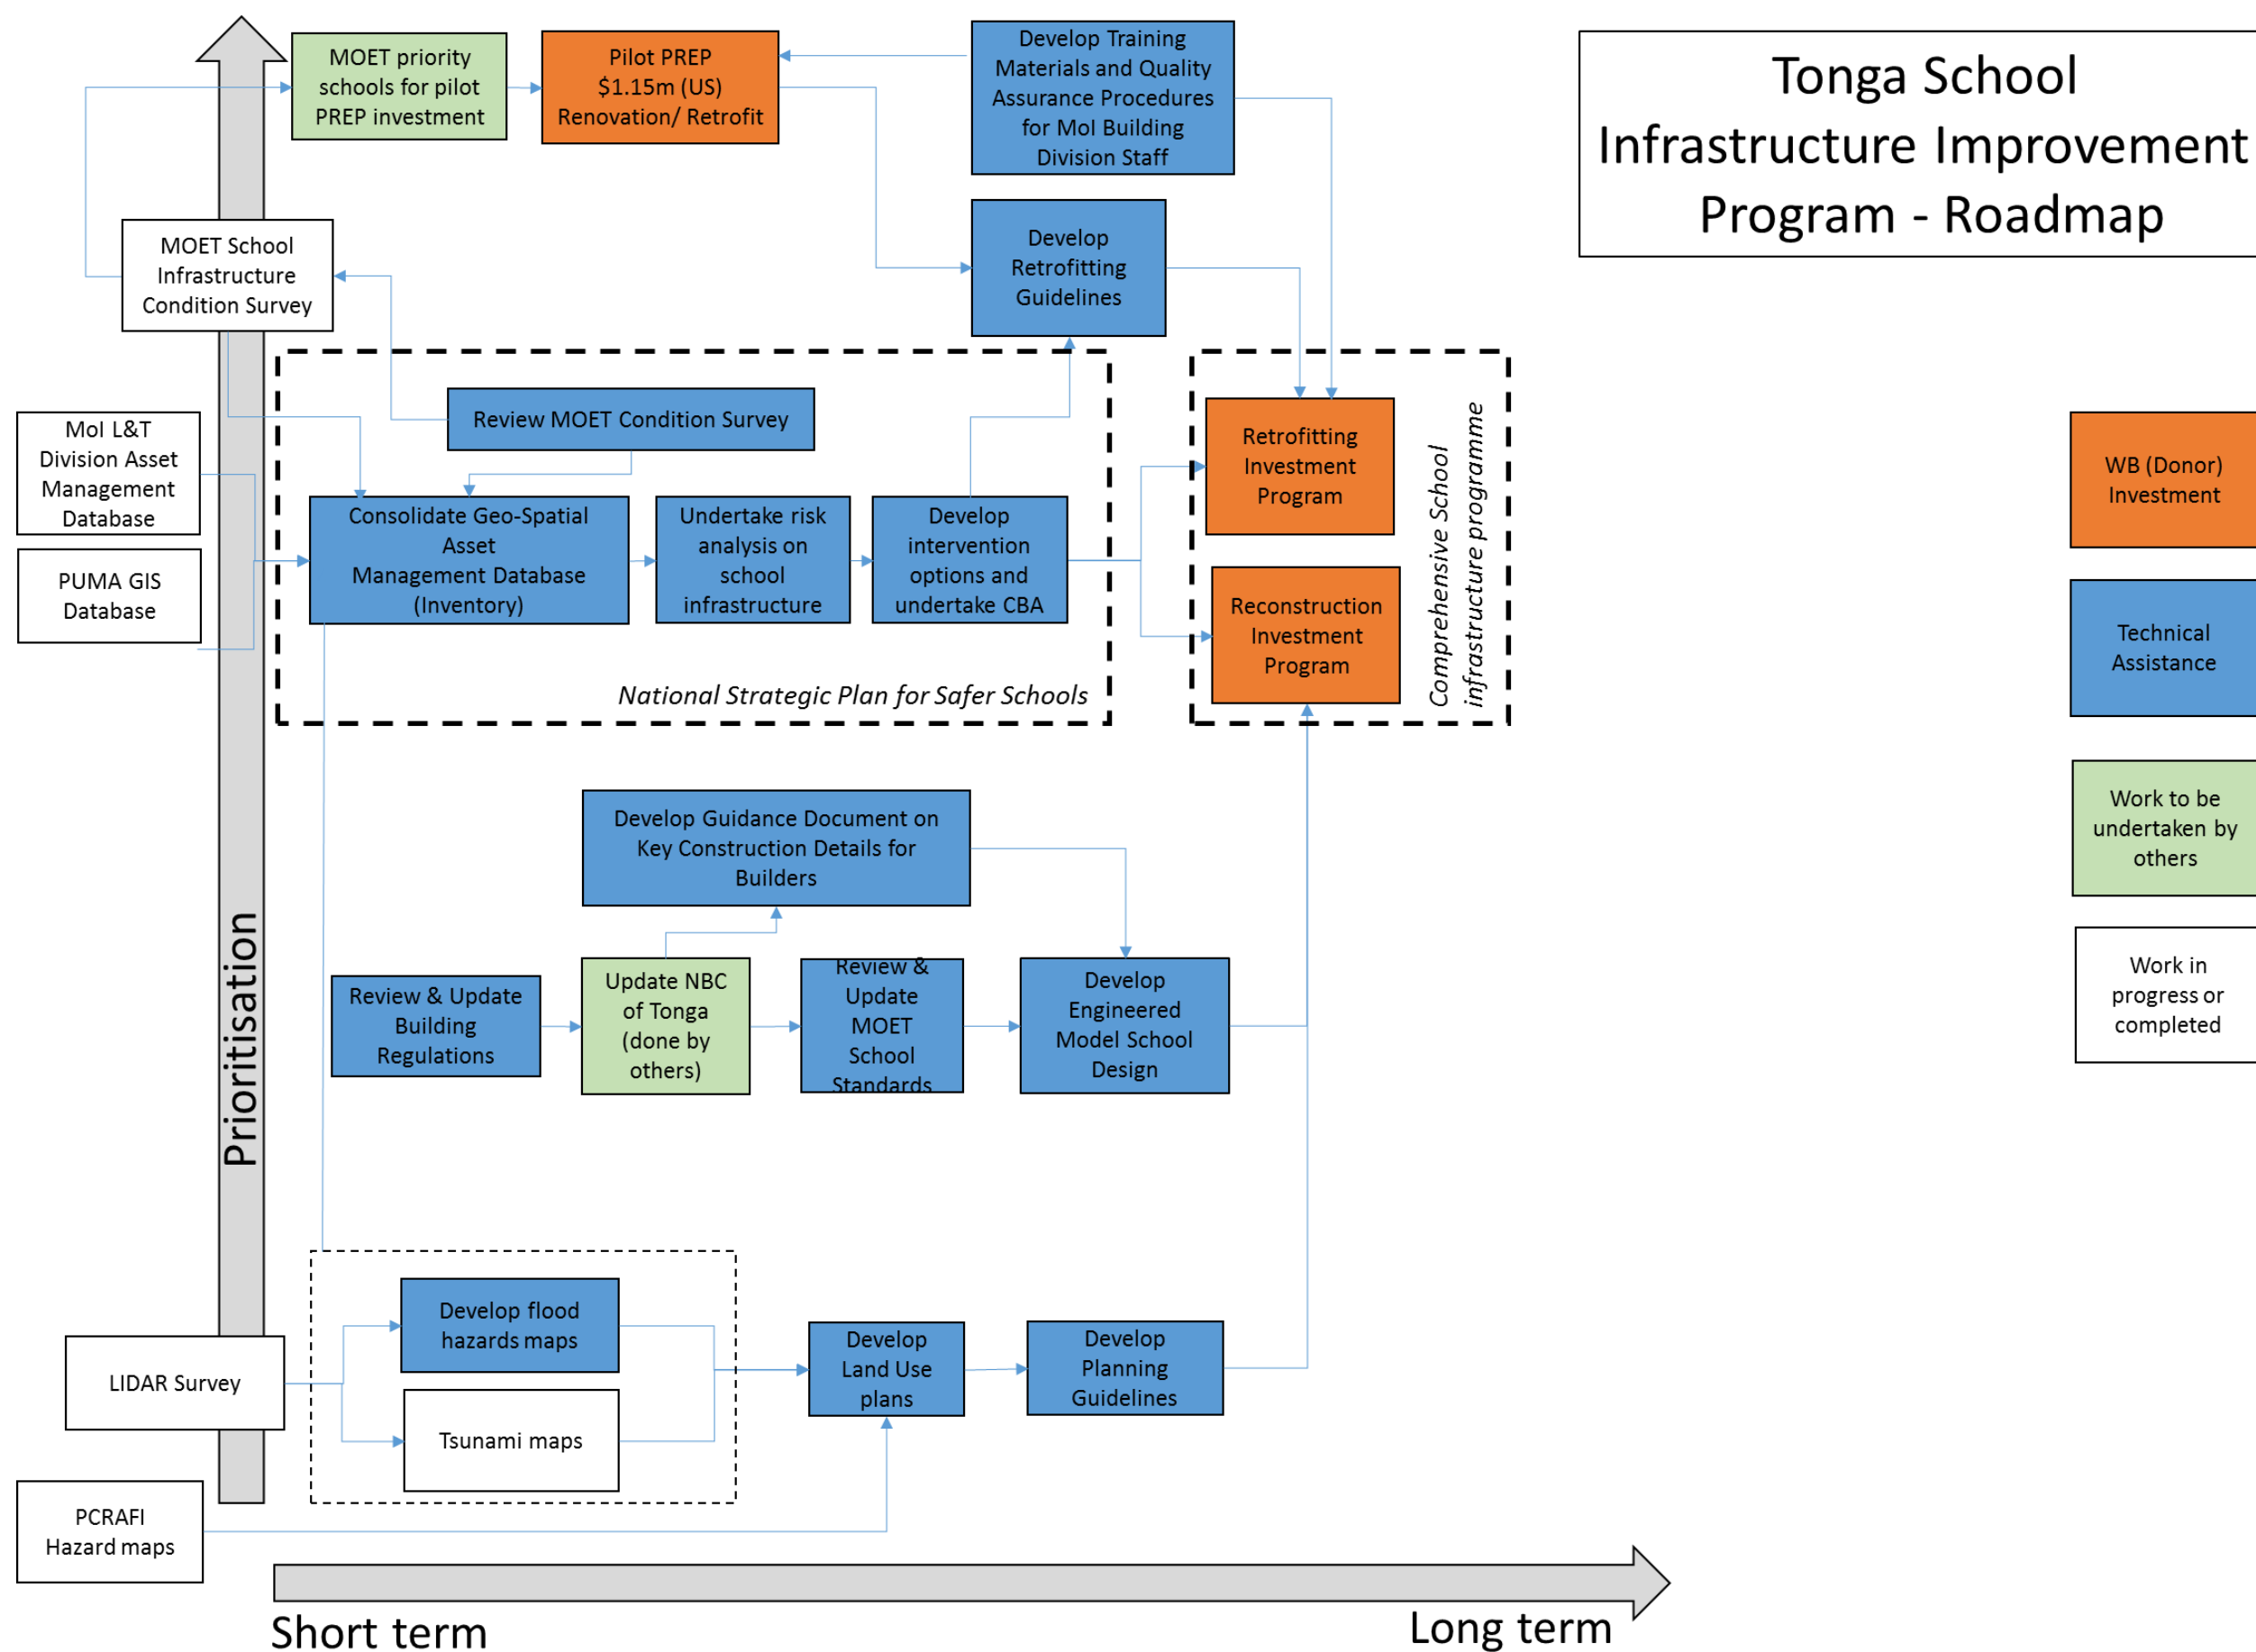 Tonga School
Infrastructure Improvement
Program - Roadmap
MOET priority
schools for pilot
PREP investment
Pilot PREP
$1.15m (US)
Renovation/ Retrofit
Develop Training
Materials and Quality
Assurance Procedures
for MoI Building
Division Staff
MOET School
Infrastructure
Condition Survey
Develop
Retrofitting
Guidelines
MoI L&T
Division Asset
Management
Database
PUMA GIS
Database
Review MOET Condition Survey
Consolidate Geo-Spatial
Asset
Management Database
(Inventory)
Undertake risk
analysis on
school
infrastructure
Develop
intervention
options and
undertake CBA
National Strategic Plan for Safer Schools
Retrofitting
Investment
Program
Reconstruction
Investment
Program
Comprehensive School
infrastructure programme
WB (Donor)
Investment
Technical
Assistance
Work to be
undertaken by
others
Work in
progress or
completed
Prioritisation
Develop Guidance Document on
Key Construction Details for
Builders
Review & Update
Building
Regulations
Update NBC
of Tonga
(done by
others)
Review &
Update
MOET
School
Standards
Develop
Engineered
Model School
Design
LIDAR Survey
Develop flood
hazards maps
Tsunami maps
Develop
Land Use
plans
Develop
Planning
Guidelines
PCRAFI
Hazard maps
Short term
Long term